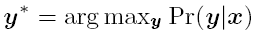 y* = arg max_y Pr(y|x)